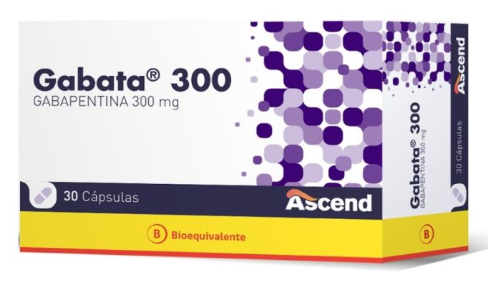 Gabata® 300
GABAPENTINA 300 mg
30 Cápsulas
Ascend
B Bioequivalente
Ascend
Gabata® 300
GABAPENTINA 300 mg
30 Cápsulas
B